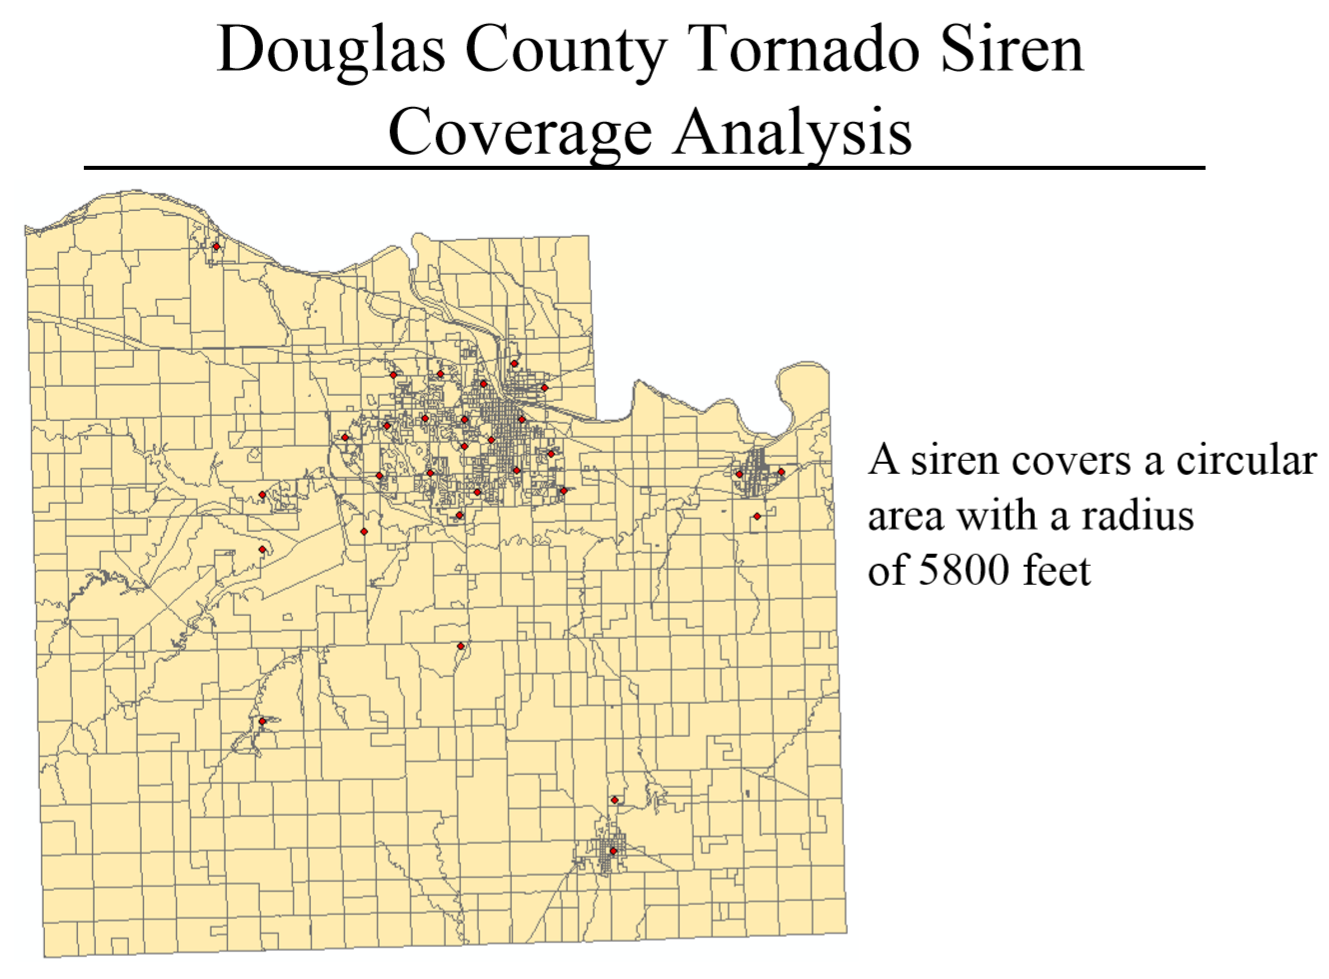 Douglas County Tornado Siren
Coverage Analysis
A siren covers a circular
area with a radius
of 5800 feet